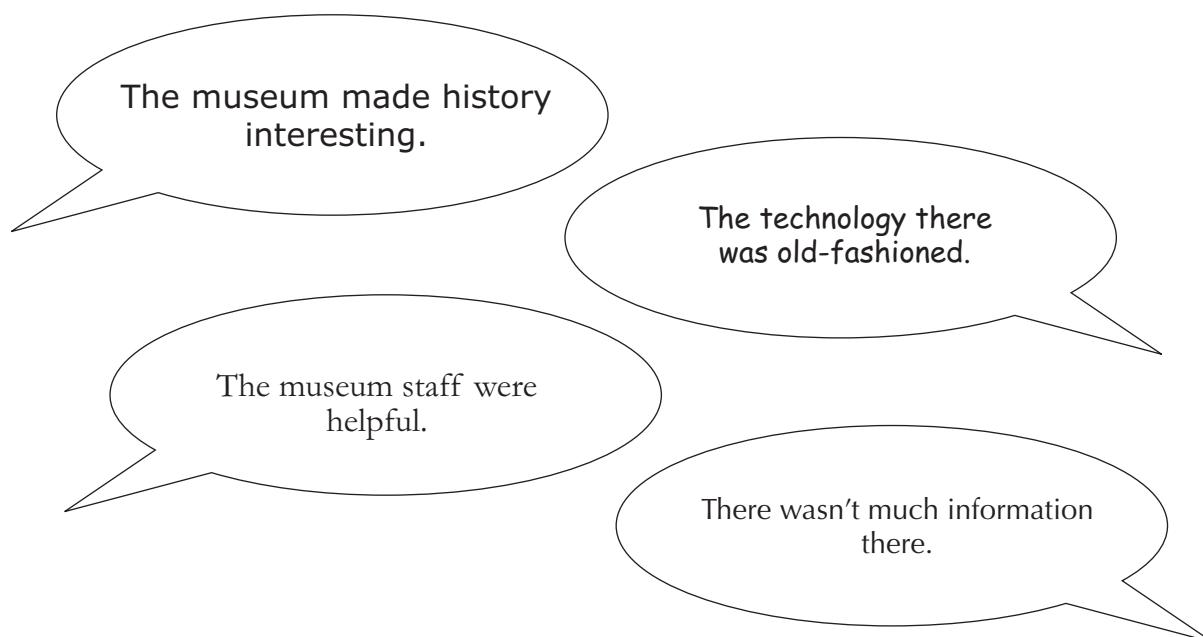 The museum made history
interesting.
The technology there
was old-fashioned.
The museum staff were
helpful.
There wasn't much information
there.